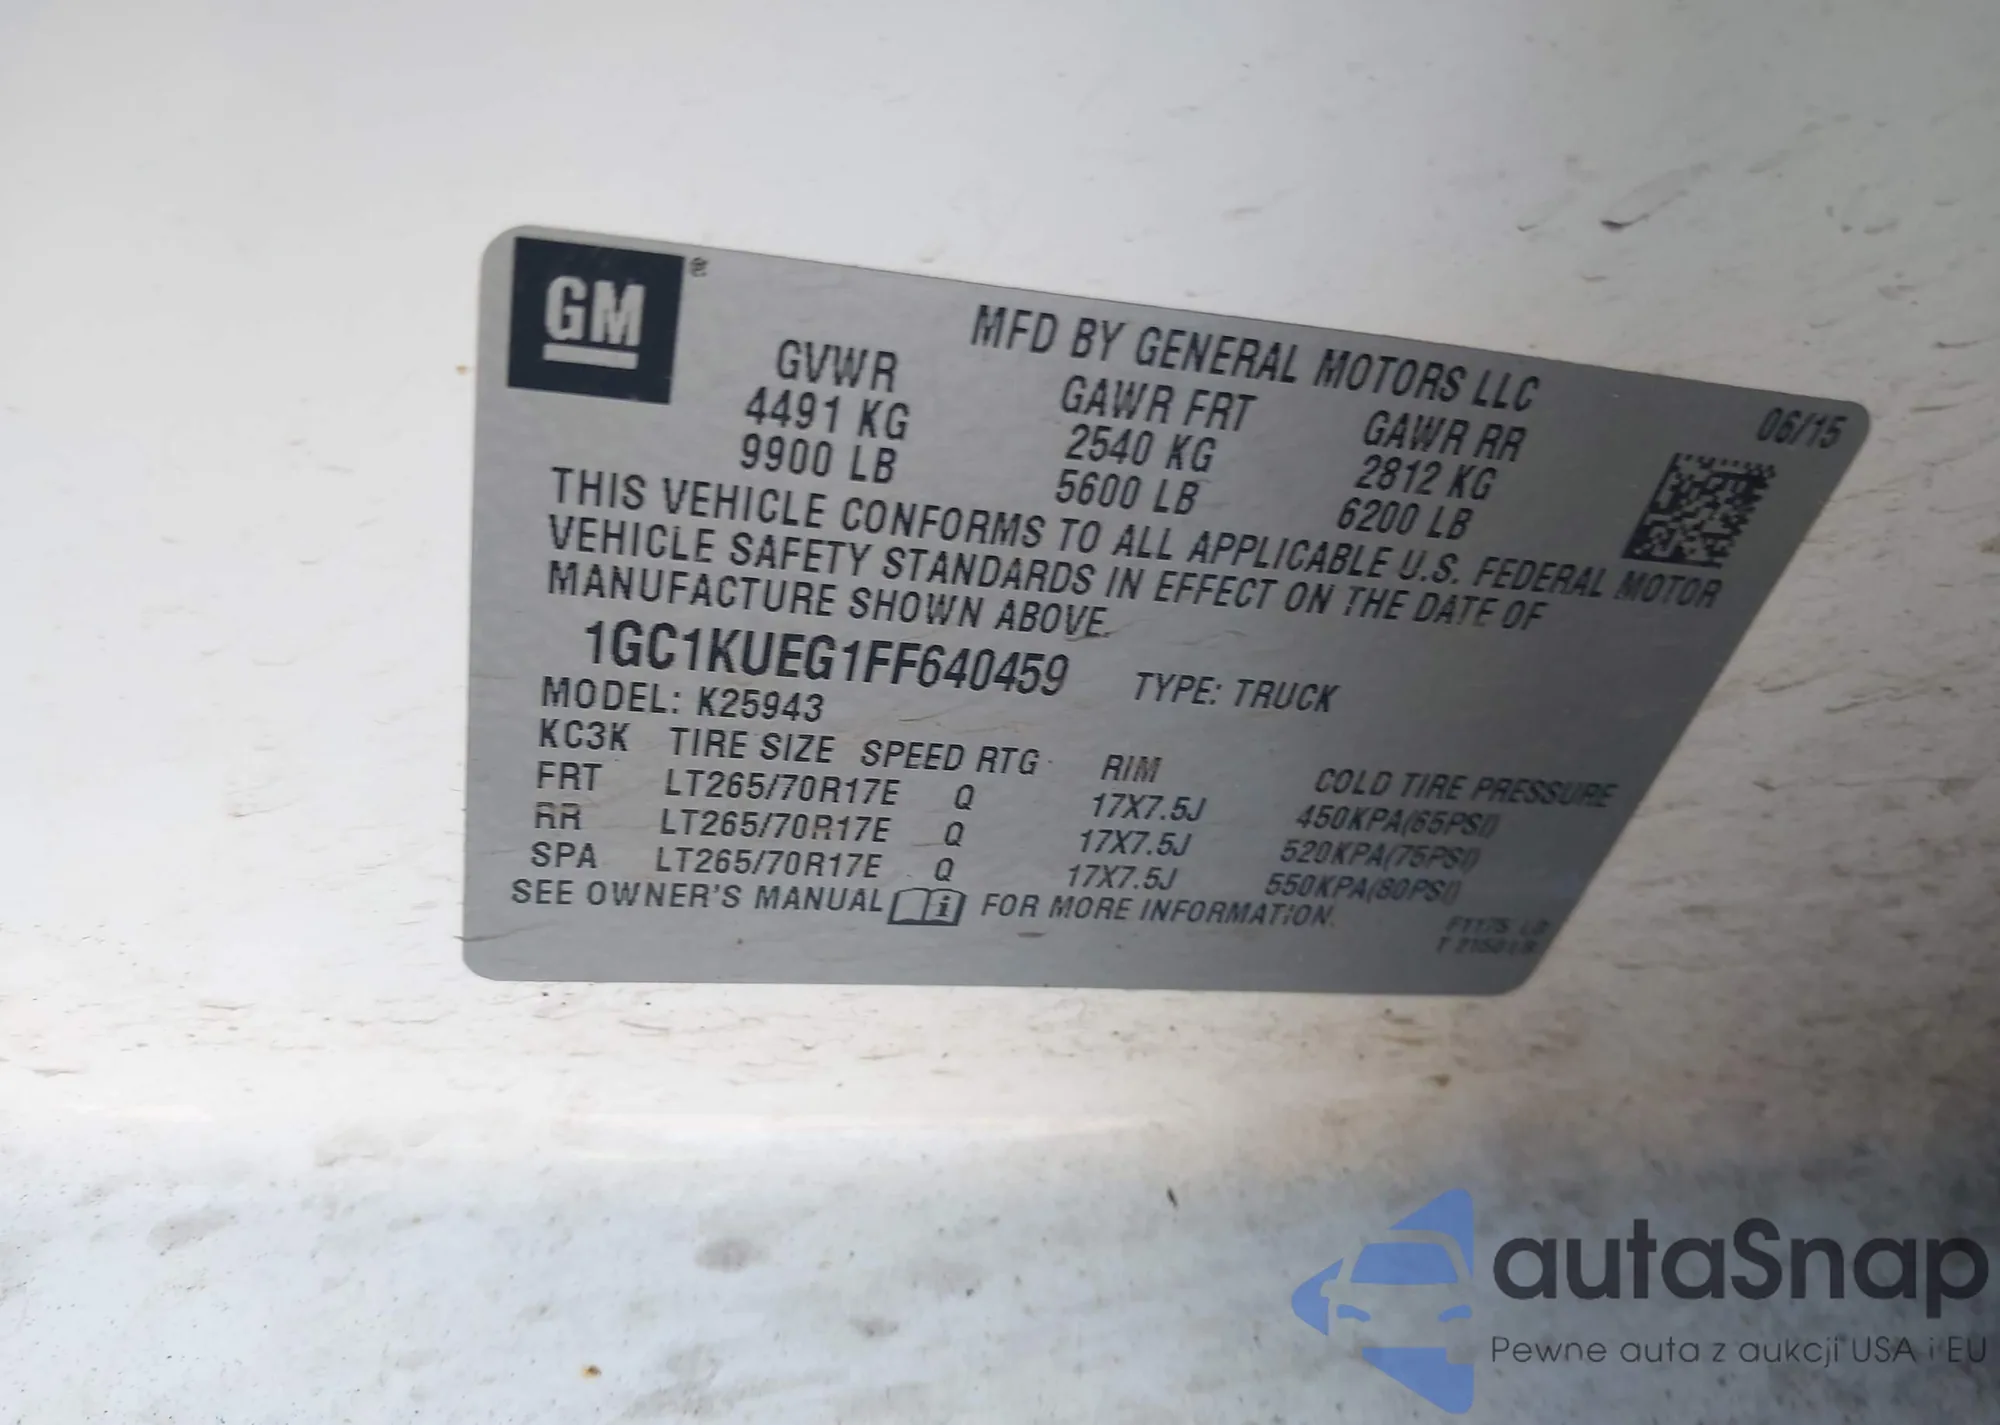 GM ®
MFD BY GENERAL MOTORS LLC
06/15
GVWR GAWR FRT GAWR RR
4491 KG 2540 KG 2812 KG
9900 LB 5600 LB 6200 LB
THIS VEHICLE CONFORMS TO ALL APPLICABLE U.S. FEDERAL MOTOR
VEHICLE SAFETY STANDARDS IN EFFECT ON THE DATE OF
MANUFACTURE SHOWN ABOVE.
1GC1KUEG1FF640459 TYPE: TRUCK
MODEL: K25943
KC3K TIRE SIZE SPEED RTG RIM COLD TIRE PRESSURE
FRT LT265/70R17E Q 17X7.5J 450KPA(65PSI)
RR LT265/70R17E Q 17X7.5J 520KPA(75PSI)
SPA LT265/70R17E Q 17X7.5J 550KPA(80PSI)
SEE OWNER'S MANUAL i FOR MORE INFORMATION.
autaSnap
Pewne auta z aukcji USA i EU